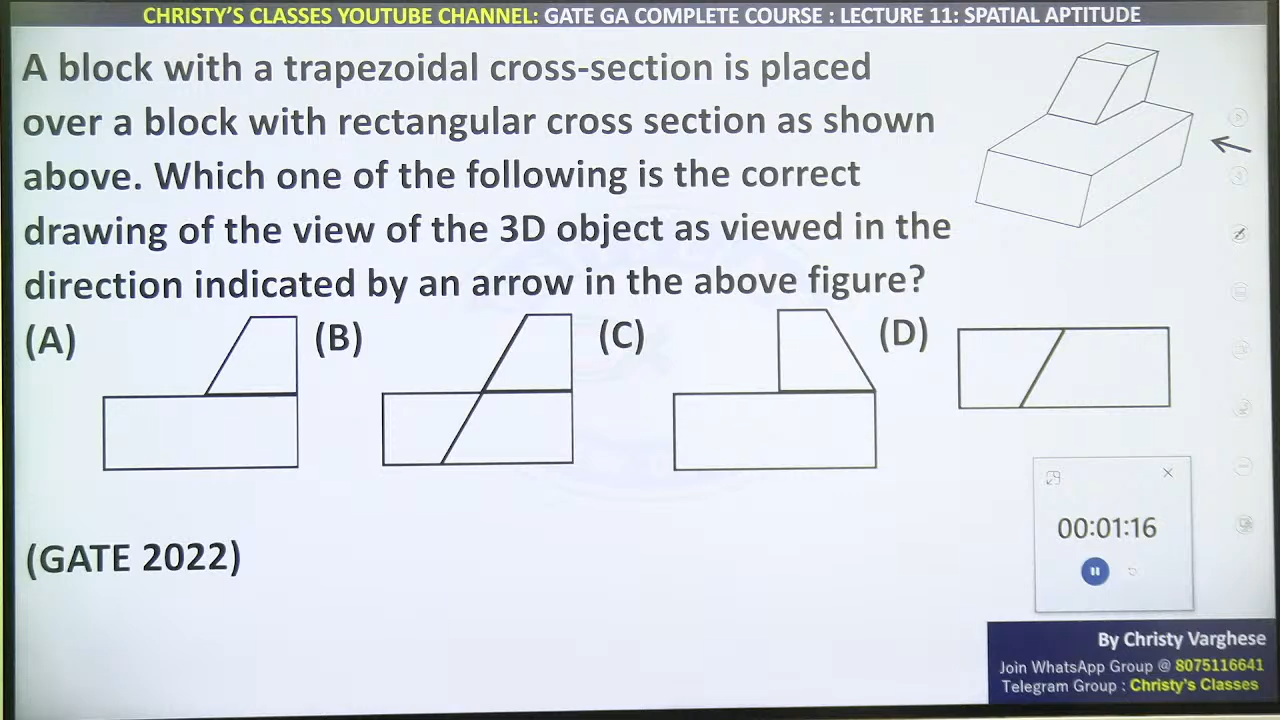 CHRISTY'S CLASSES YOUTUBE CHANNEL: GATE GA COMPLETE COURSE : LECTURE 11: SPATIAL APTITUDE
A block with a trapezoidal cross-section is placed
over a block with rectangular cross section as shown
above. Which one of the following is the correct
drawing of the view of the 3D object as viewed in the
direction indicated by an arrow in the above figure?
(A) (B) (C) (D)
00:01:16
(GATE 2022)
By Christy Varghese
Join WhatsApp Group @ 8075116641
Telegram Group : Christy's Classes